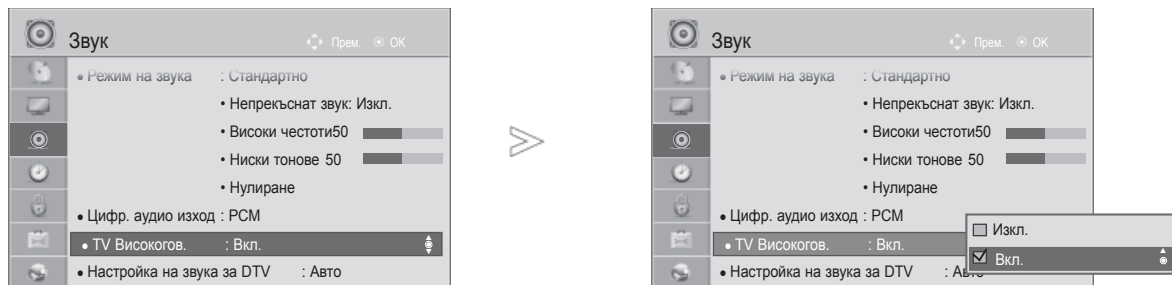 Звук Прем. OK
• Режим на звука : Стандартно
• Непрекъснат звук: Изкл.
• Високи честоти50
• Ниски тонове 50
• Нулиране
• Цифр. аудио изход : PCM
• TV Високогов. : Вкл.
• Настройка на звука за DTV : Авто
Звук Прем. OK
• Режим на звука : Стандартно
• Непрекъснат звук: Изкл.
• Високи честоти50
• Ниски тонове 50
• Нулиране
• Цифр. аудио изход : PCM
• TV Високогов. : Вкл.
• Настройка на звука за DTV : Авто
Изкл.
Вкл.